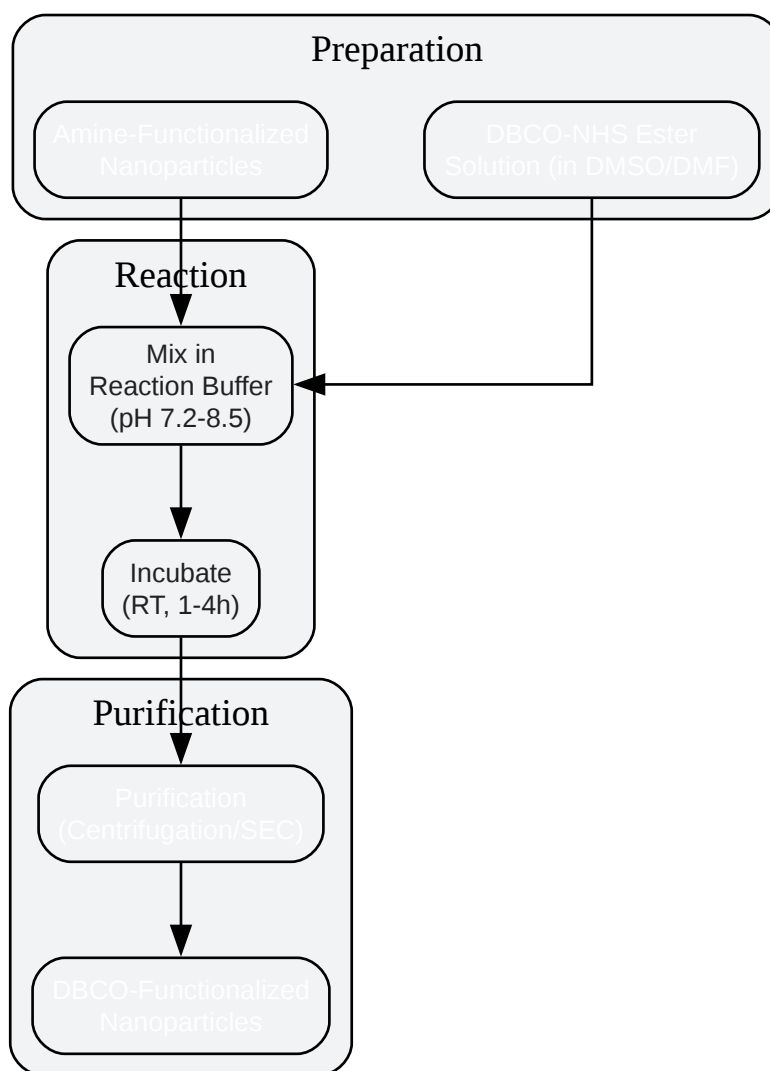 Preparation
Amine-Functionalized
Nanoparticles
DBCO-NHS Ester
Solution (in DMSO/DMF)
Reaction
Mix in
Reaction Buffer
(pH 7.2-8.5)
Incubate
(RT, 1-4h)
Purification
Purification
(Centrifugation/SEC)
DBCO-Functionalized
Nanoparticles